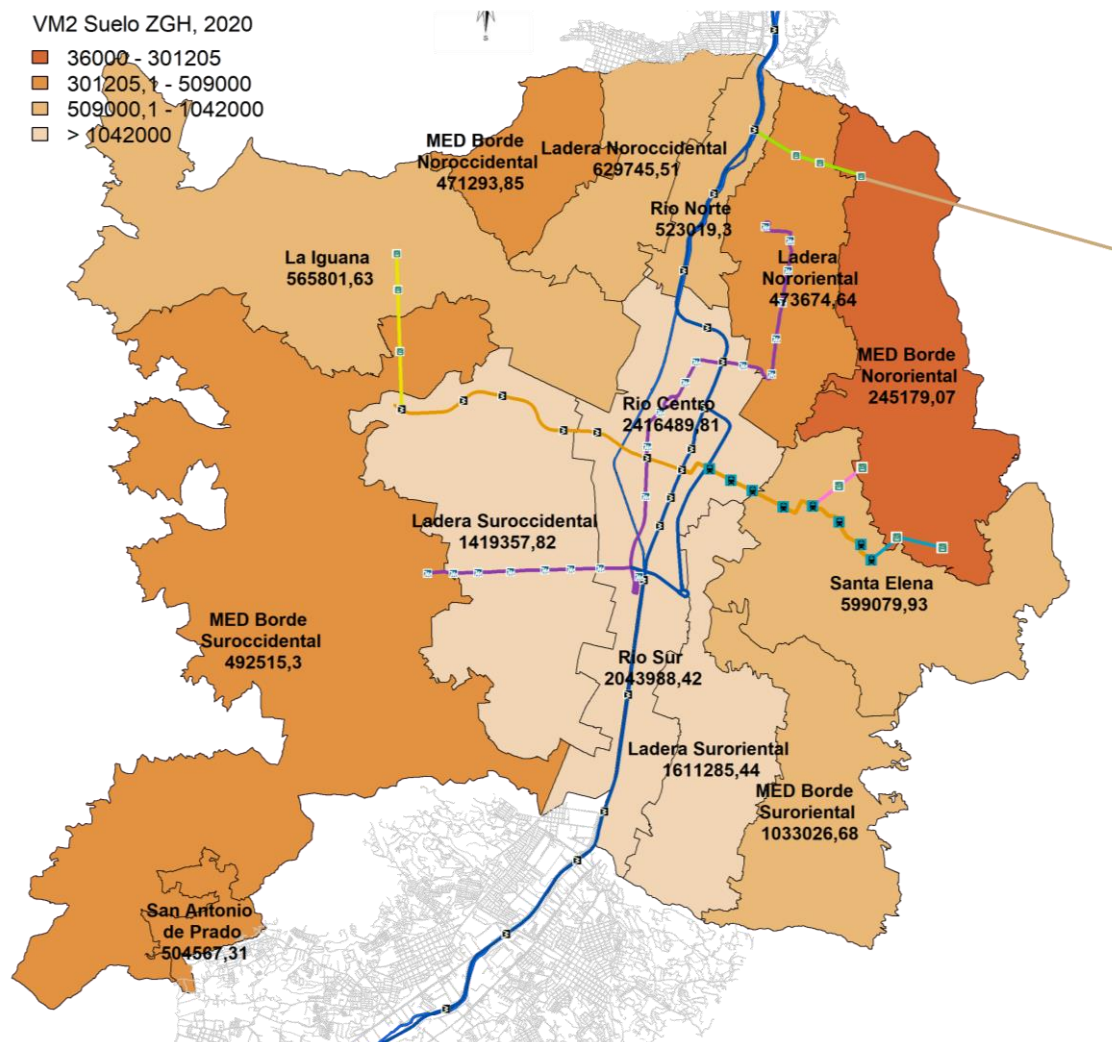 VM2 Suelo ZGH, 2020
36000 - 301205
301205,1 - 509000
509000,1 - 1042000
> 1042000
S
MED Borde
Noroccidental
471293,85
Ladera Noroccidental
629745,51
Río Norte
523019,3
La Iguana
565801,63
Ladera
Nororiental
473674,64
MED Borde
Nororiental
245179,07
Río Centro
2416489,81
Ladera Suroccidental
1419357,82
Santa Elena
599079,93
MED Borde
Suroccidental
492515,3
Río Sur
2043988,42
Ladera Suroriental
1611285,44
MED Borde
Suroriental
1033026,68
San Antonio
de Prado
504567,31